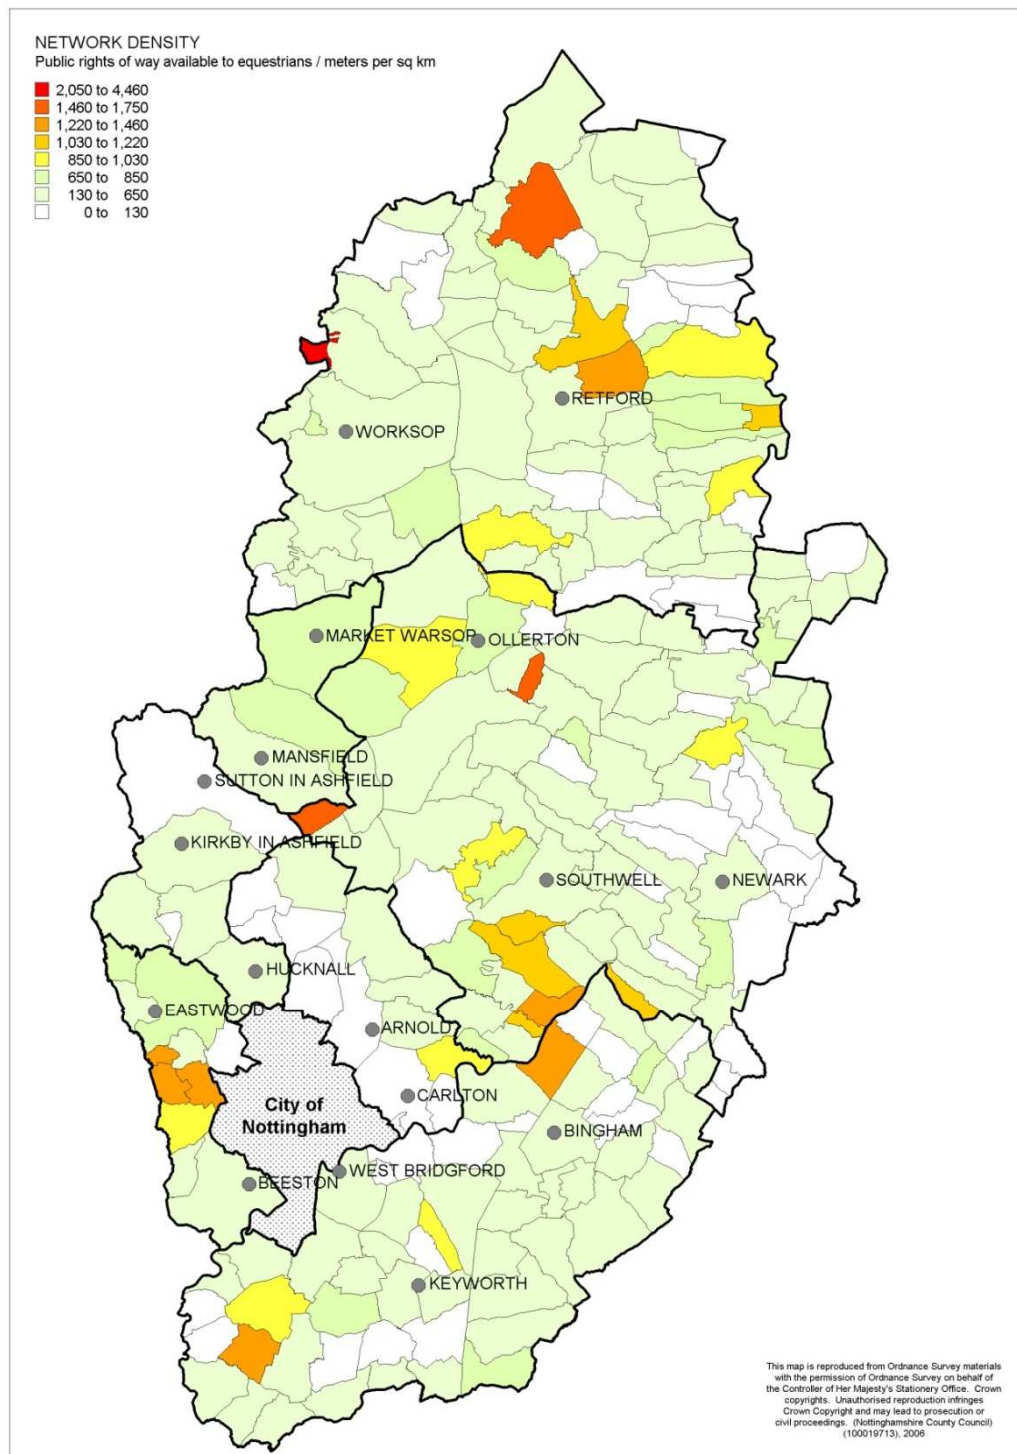 NETWORK DENSITY
Public rights of way available to equestrians / meters per sq km
2,050 to 4,460
1,460 to 1,750
1,220 to 1,460
1,030 to 1,220
850 to 1,030
650 to 850
130 to 650
0 to 130
RETFORD
WORKSOP
MARKET WARSOP
OLLERTON
MANSFIELD
SUTTON IN ASHFIELD
KIRKBY IN ASHFIELD
SOUTHWELL
NEWARK
HUCKNALL
EASTWOOD
ARNOLD
CARLTON
City of
Nottingham
BINGHAM
WEST BRIDGFORD
BEESTON
KEYWORTH
This map is reproduced from Ordnance Survey materials
with the permission of Ordnance Survey on behalf of
the Controller of Her Majesty's Stationery Office. Crown
copyrights. Unauthorised reproduction infringes
Crown Copyright and may lead to prosecution or
civil proceedings. (Nottinghamshire County Council)
(100019713), 2006